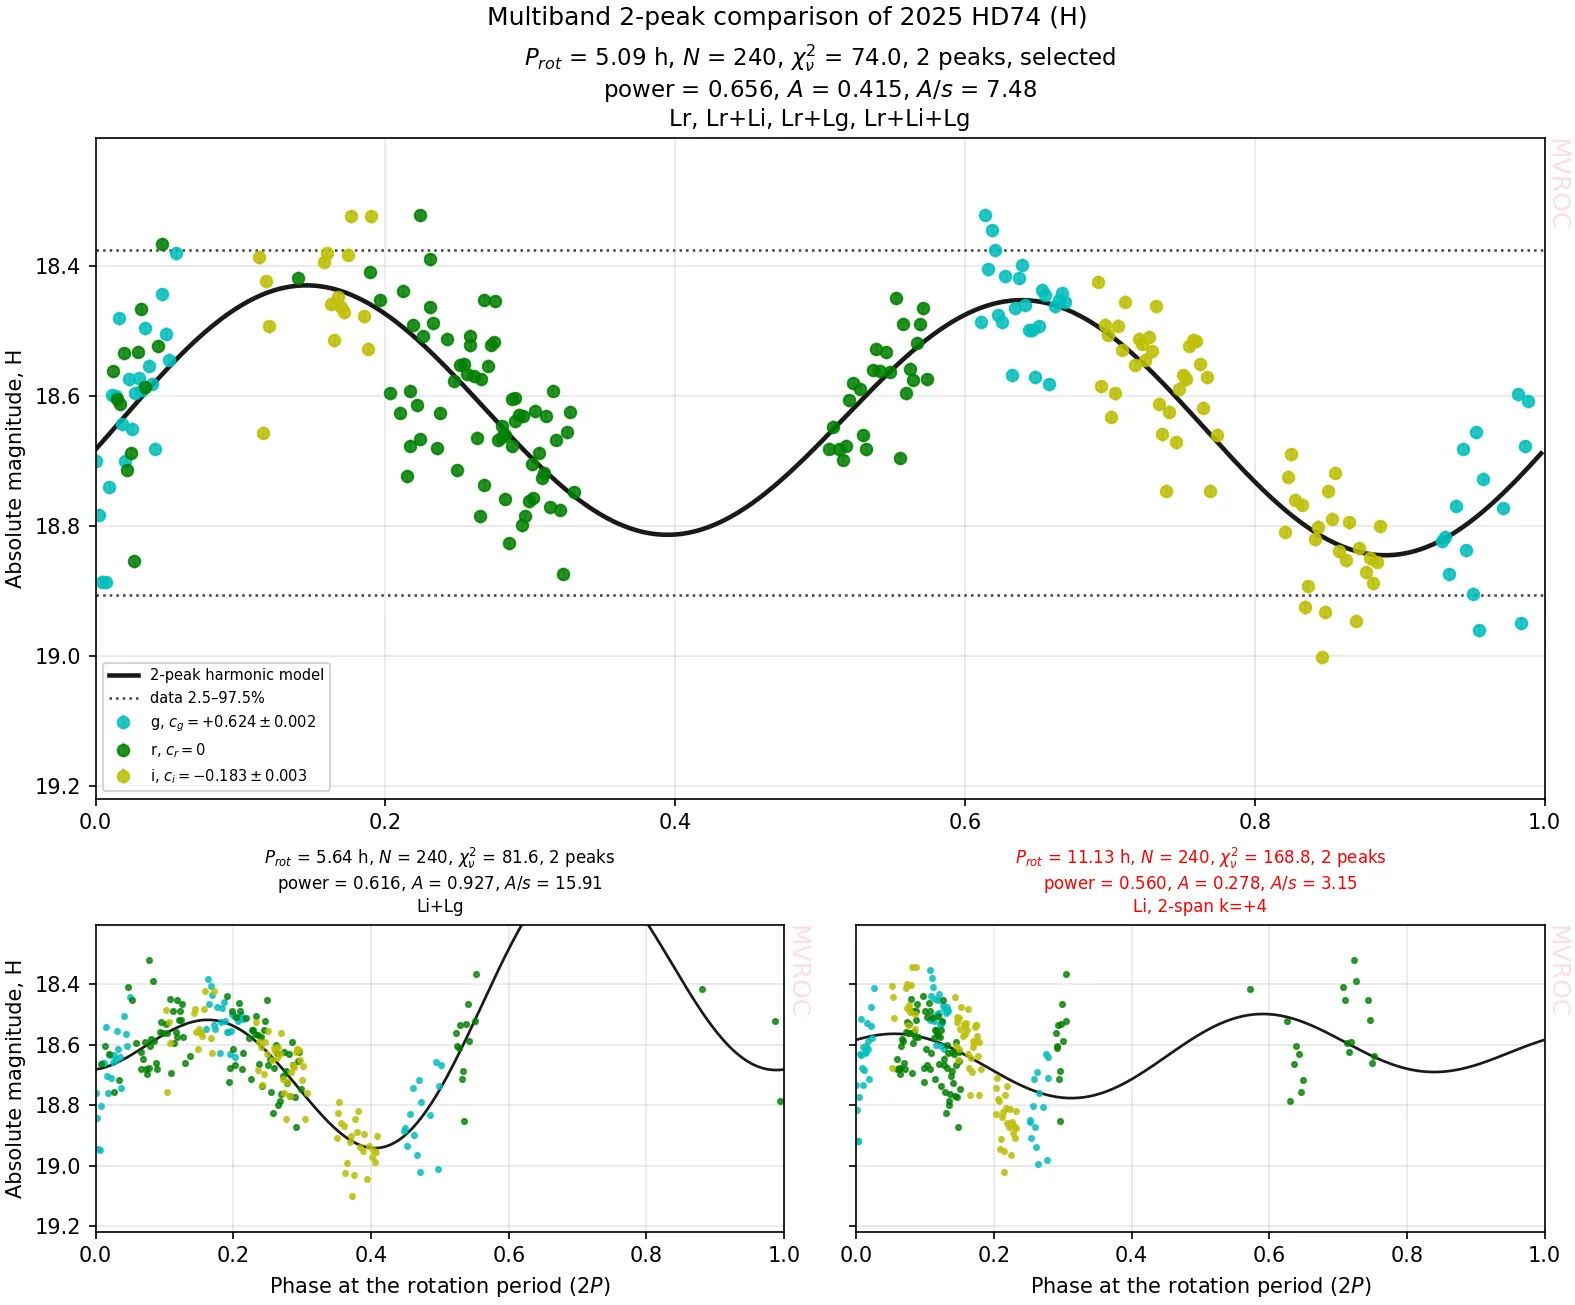 Multiband 2-peak comparison of 2025 HD74 (H)
P_rot = 5.09 h, N = 240, χ²_ν = 74.0, 2 peaks, selected
power = 0.656, A = 0.415, A/s = 7.48
Lr, Lr+Li, Lr+Lg, Lr+Li+Lg
MVROC
Absolute magnitude, H
18.4
18.6
18.8
19.0
19.2
2-peak harmonic model
data 2.5–97.5%
g, c_g = +0.624 ± 0.002
r, c_r = 0
i, c_i = −0.183 ± 0.003
0.0 0.2 0.4 0.6 0.8 1.0
P_rot = 5.64 h, N = 240, χ²_ν = 81.6, 2 peaks
power = 0.616, A = 0.927, A/s = 15.91
Li+Lg
MVROC
Absolute magnitude, H
18.4
18.6
18.8
19.0
19.2
0.0 0.2 0.4 0.6 0.8 1.0
Phase at the rotation period (2P)
P_rot = 11.13 h, N = 240, χ²_ν = 168.8, 2 peaks
power = 0.560, A = 0.278, A/s = 3.15
Li, 2-span k=+4
MVROC
0.0 0.2 0.4 0.6 0.8 1.0
Phase at the rotation period (2P)